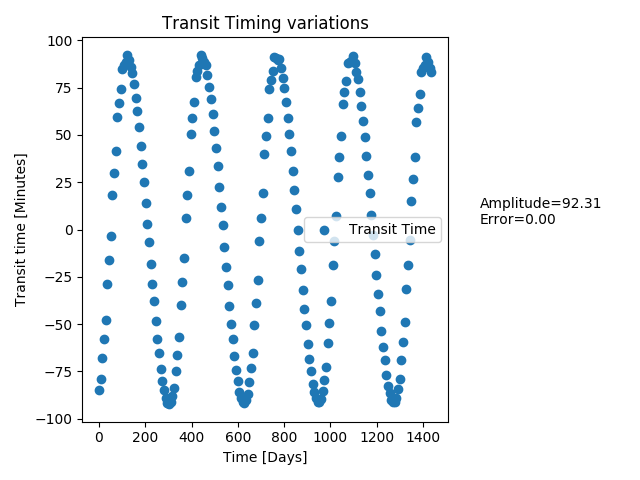 Transit Timing variations
Transit time [Minutes]
100
75
50
25
0
−25
−50
−75
−100
Transit Time
Amplitude=92.31
Error=0.00
0 200 400 600 800 1000 1200 1400
Time [Days]